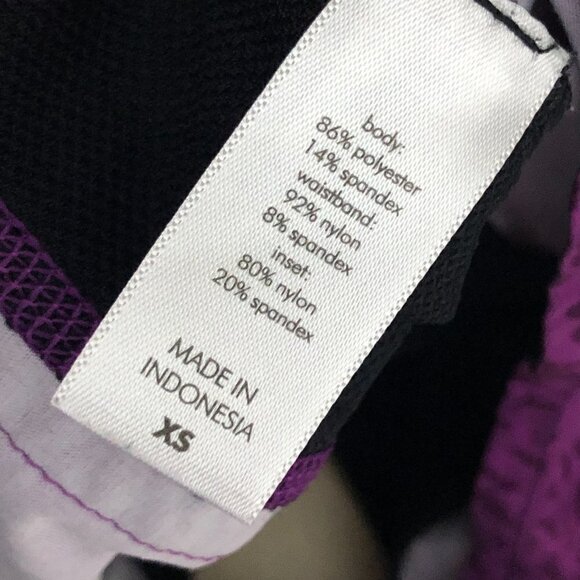 body:
86% polyester
14% spandex
waistband:
92% nylon
8% spandex
inset:
80% nylon
20% spandex
MADE IN
INDONESIA
XS